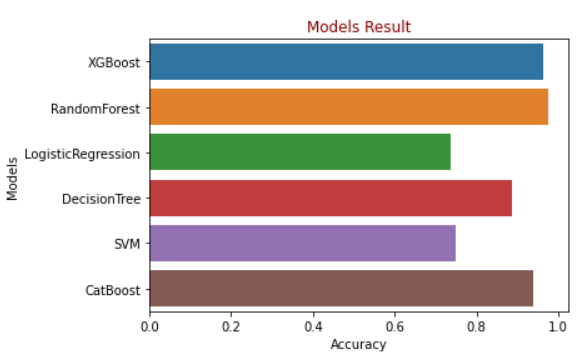 Models Result
XGBoost
RandomForest
LogisticRegression
DecisionTree
SVM
CatBoost
Models
0.0 0.2 0.4 0.6 0.8 1.0
Accuracy